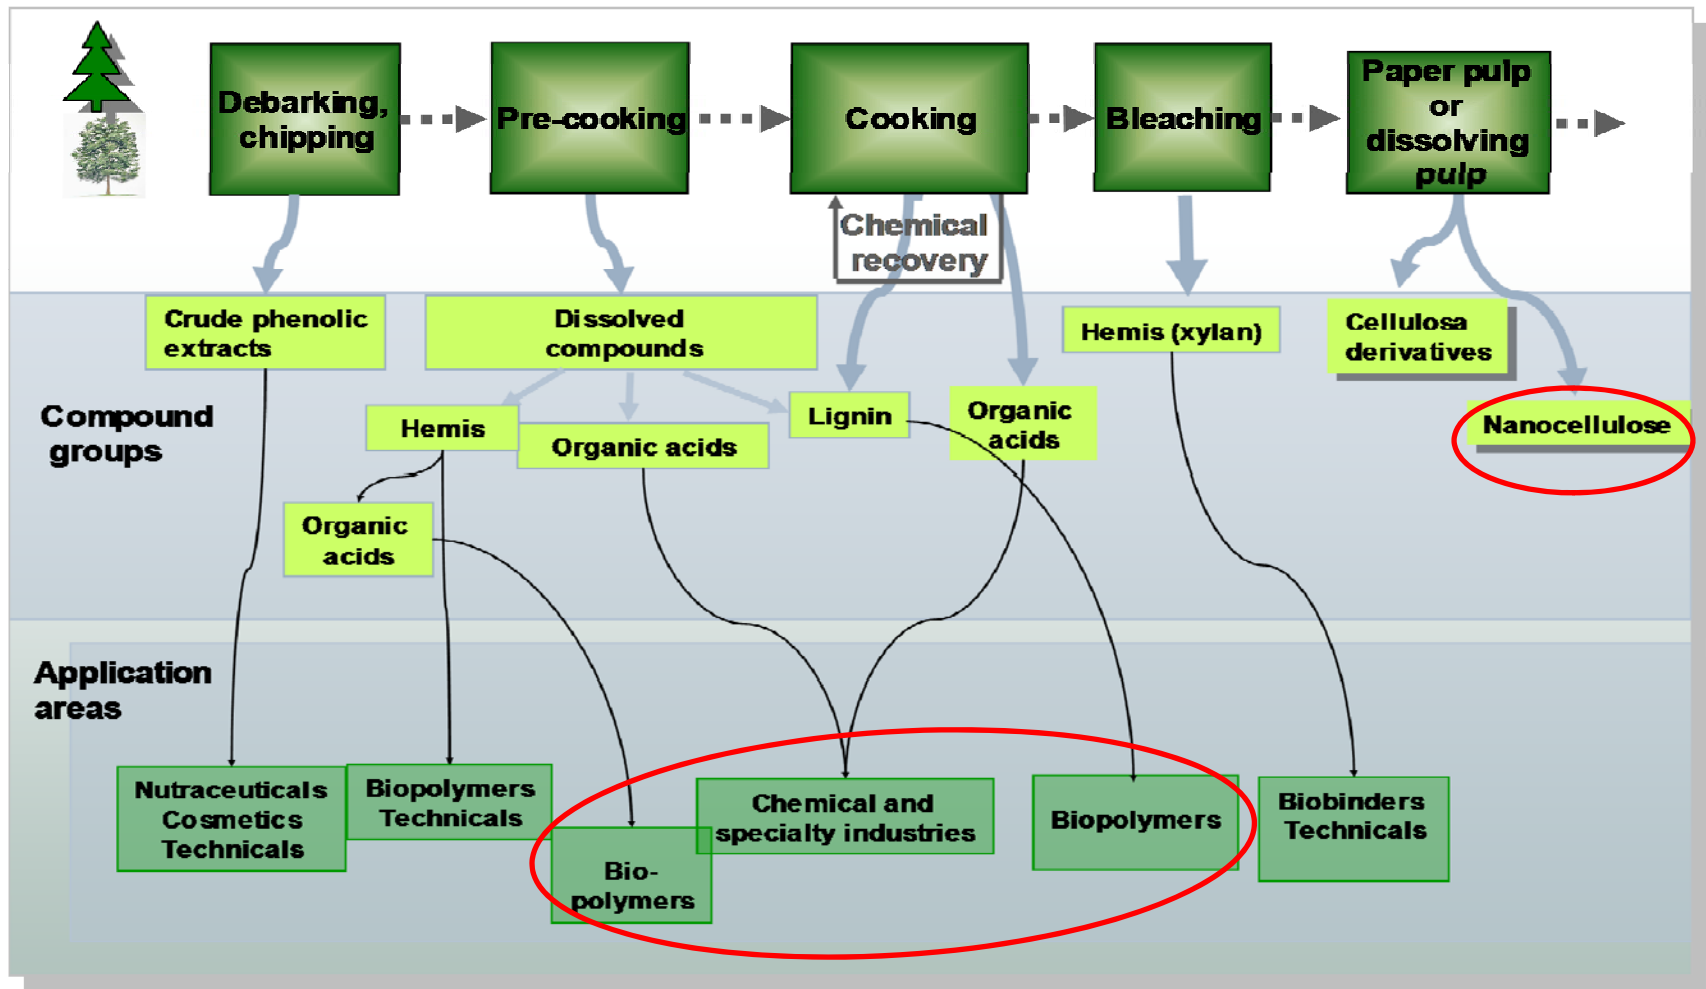 Debarking,
chipping
Pre-cooking
Cooking
Bleaching
Paper pulp
or
dissolving
pulp
Chemical
recovery
Crude phenolic
extracts
Dissolved
compounds
Hemis (xylan)
Cellulosa
derivatives
Compound
groups
Hemis
Organic acids
Lignin
Organic
acids
Nanocellulose
Organic
acids
Application
areas
Nutraceuticals
Cosmetics
Technicals
Biopolymers
Technicals
Bio-
polymers
Chemical and
specialty industries
Biopolymers
Biobinders
Technicals